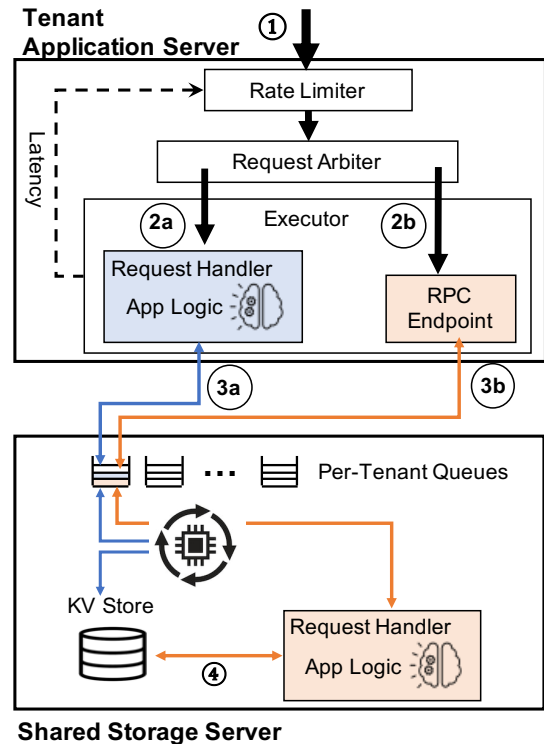 Tenant
Application Server
①
Rate Limiter
Latency
Request Arbiter
Executor
2a
2b
Request Handler
App Logic
RPC
Endpoint
3a
3b
Per-Tenant Queues
...
KV Store
Request Handler
App Logic
④
Shared Storage Server